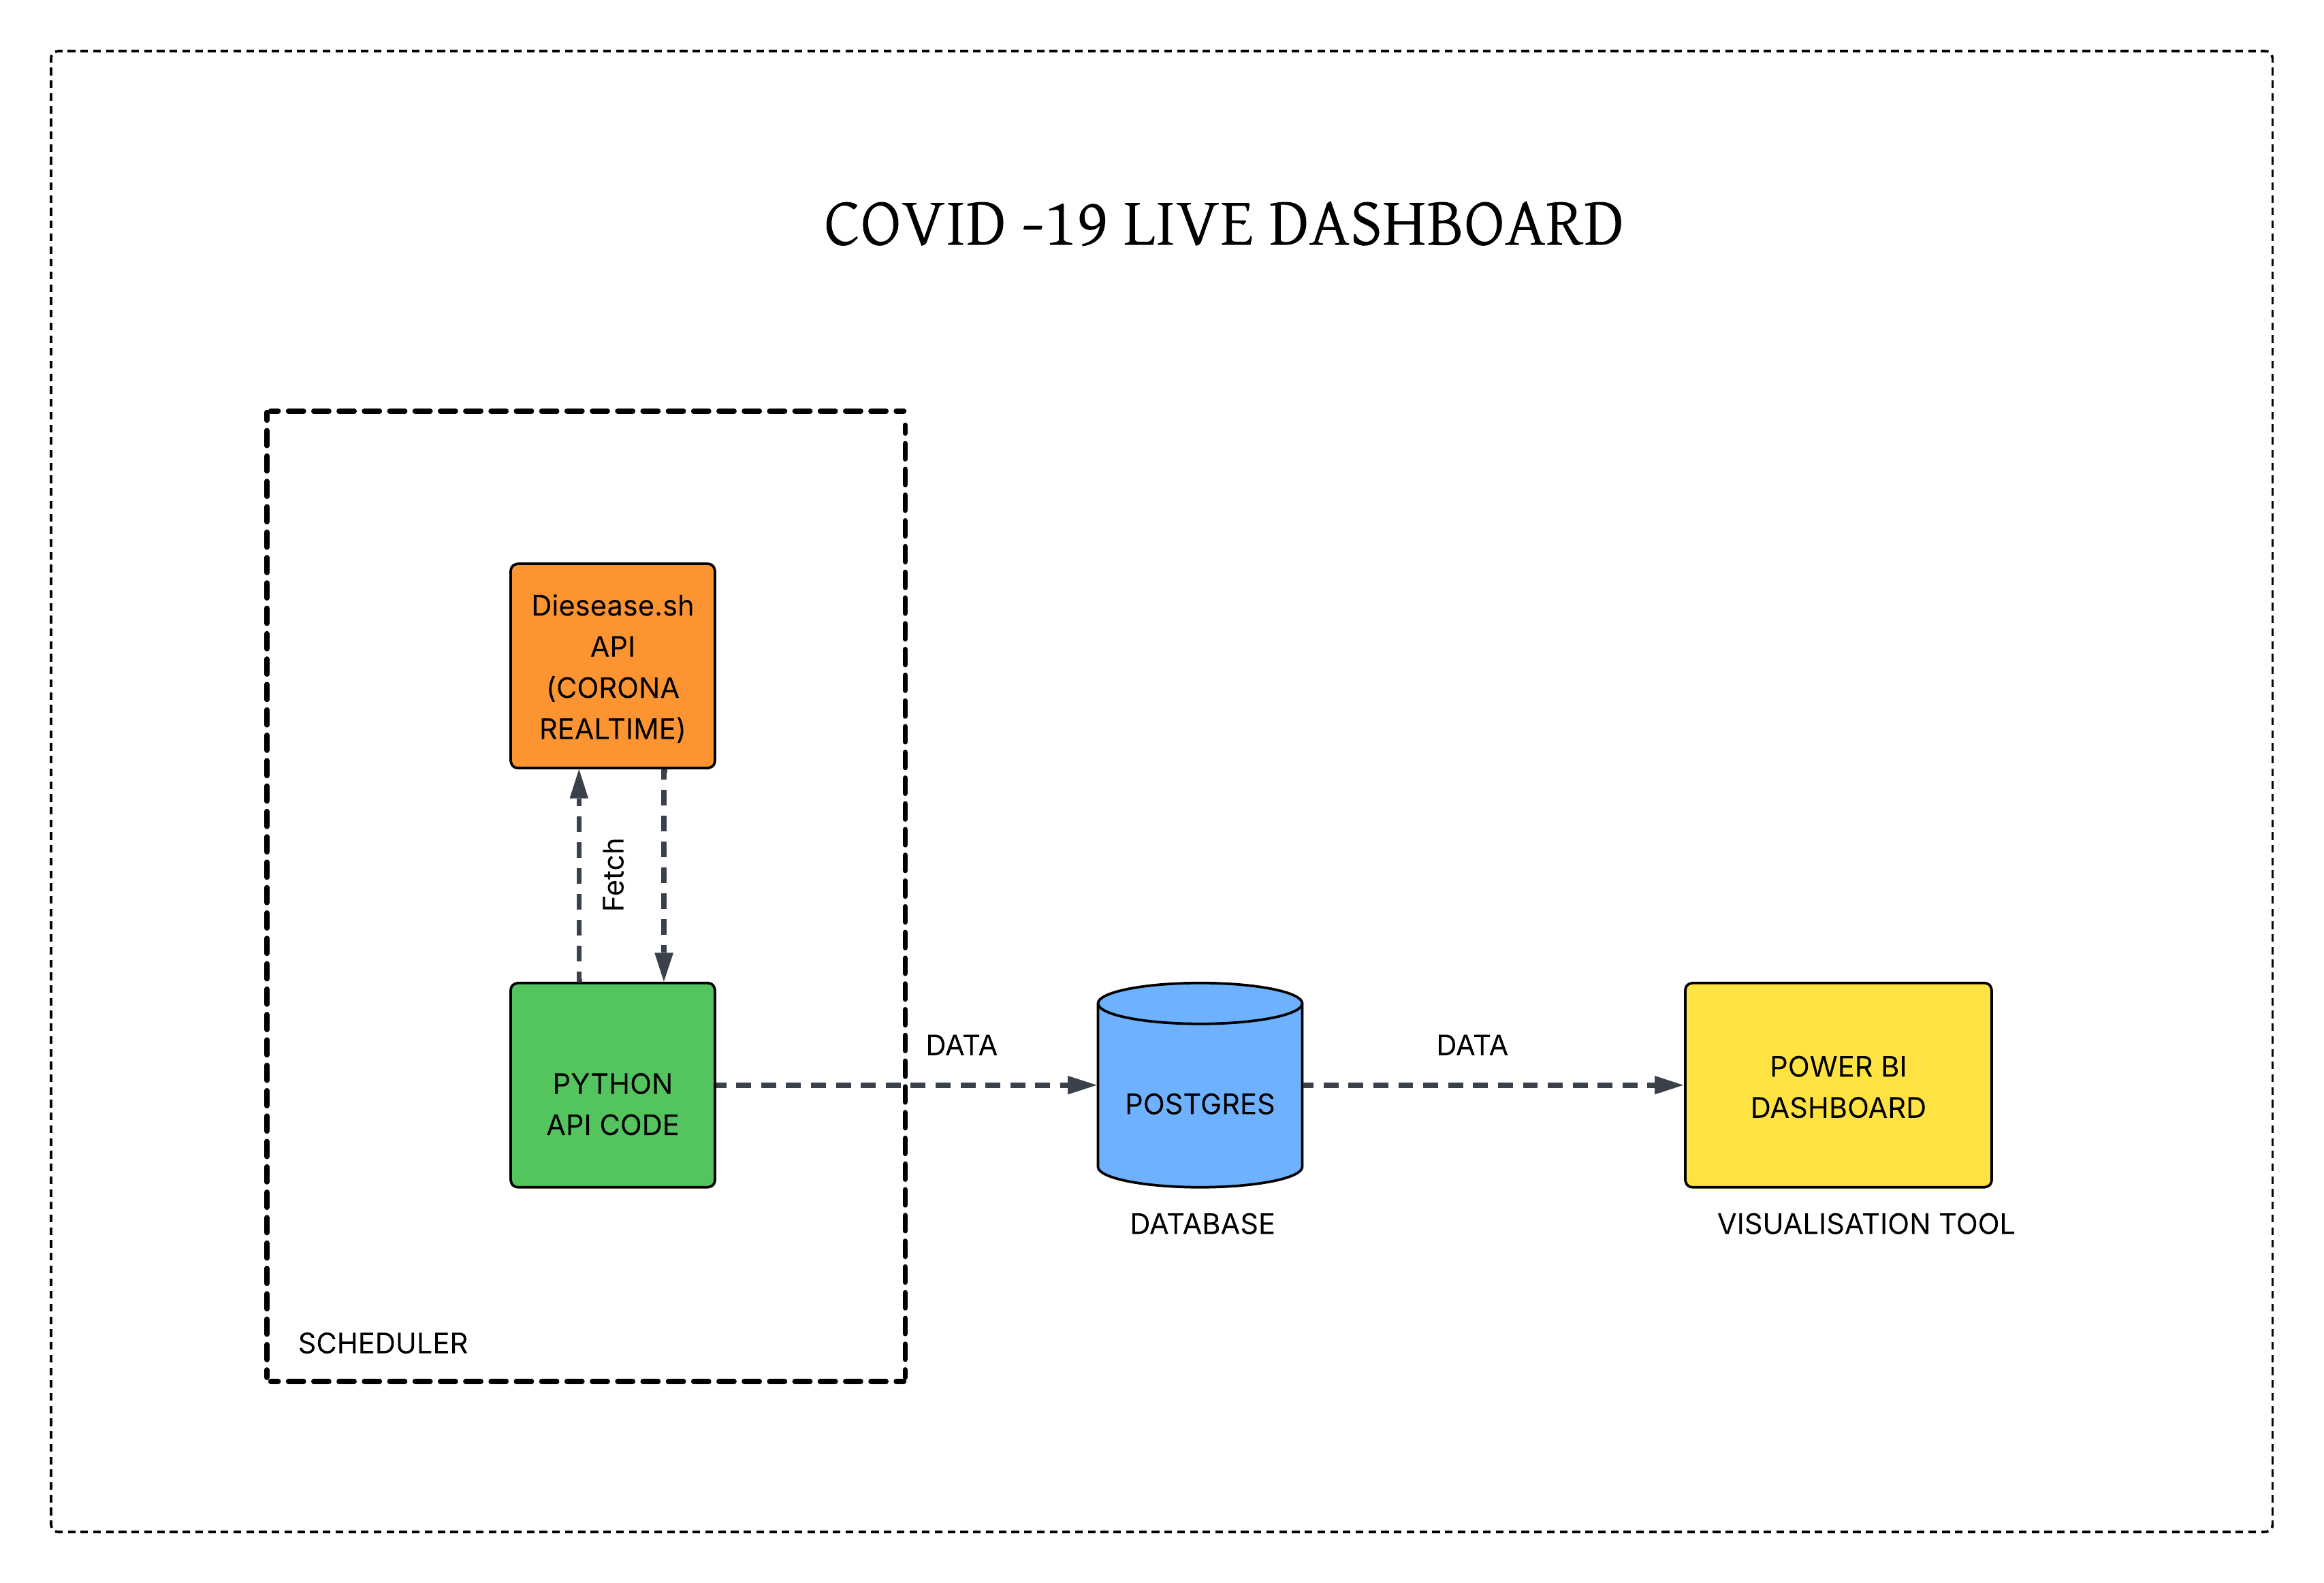 COVID -19 LIVE DASHBOARD
Diesease.sh
API
(CORONA
REALTIME)
Fetch
PYTHON
API CODE
SCHEDULER
DATA
POSTGRES
DATABASE
DATA
POWER BI
DASHBOARD
VISUALISATION TOOL